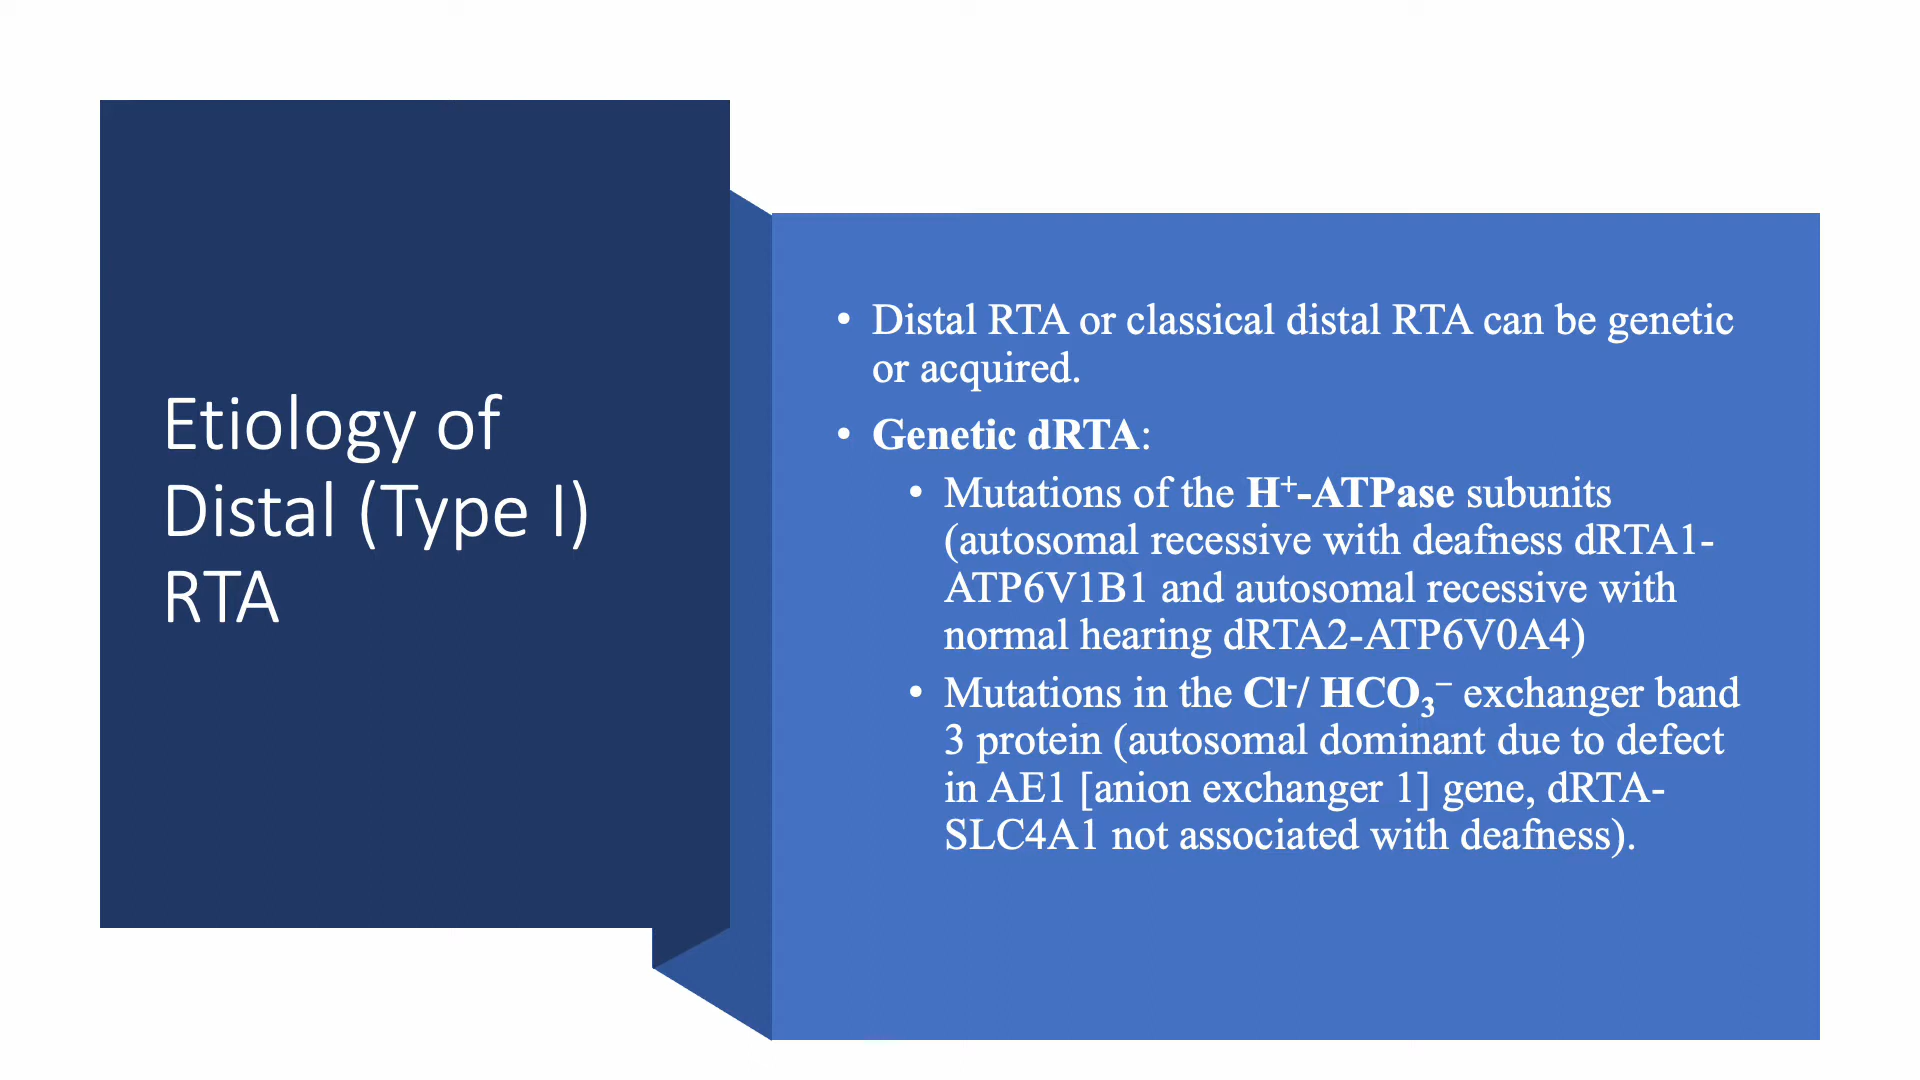 Etiology of
Distal (Type I)
RTA
• Distal RTA or classical distal RTA can be genetic
or acquired.
• Genetic dRTA:
• Mutations of the H⁺-ATPase subunits
(autosomal recessive with deafness dRTA1-
ATP6V1B1 and autosomal recessive with
normal hearing dRTA2-ATP6V0A4)
• Mutations in the Cl⁻/ HCO₃⁻ exchanger band
3 protein (autosomal dominant due to defect
in AE1 [anion exchanger 1] gene, dRTA-
SLC4A1 not associated with deafness).